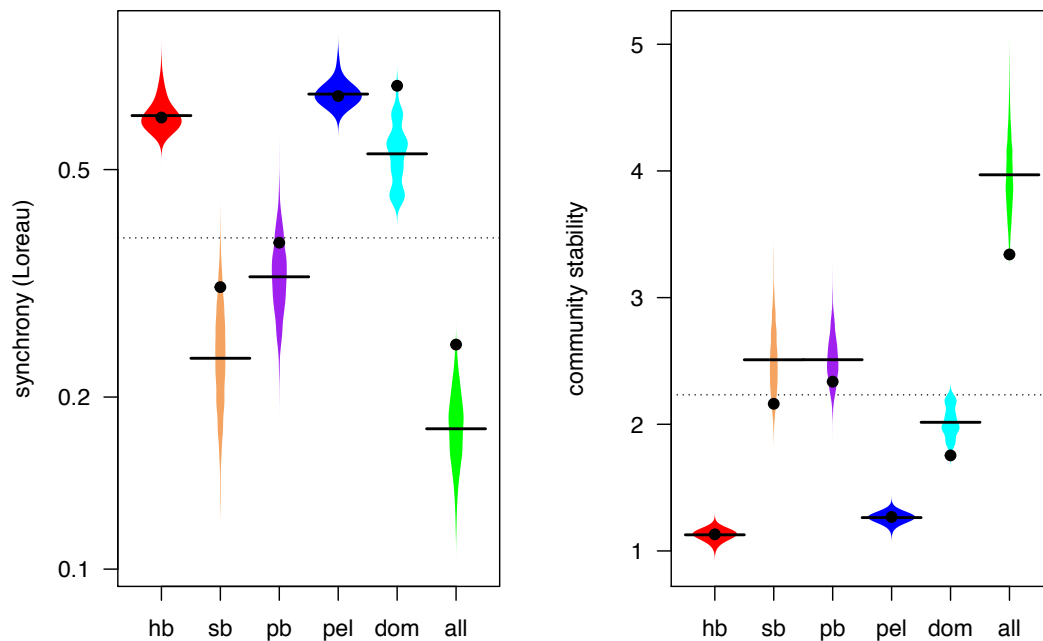 synchrony (Loreau)
0.5
0.2
0.1
hb sb pb pel dom all
community stability
5
4
3
2
1
hb sb pb pel dom all